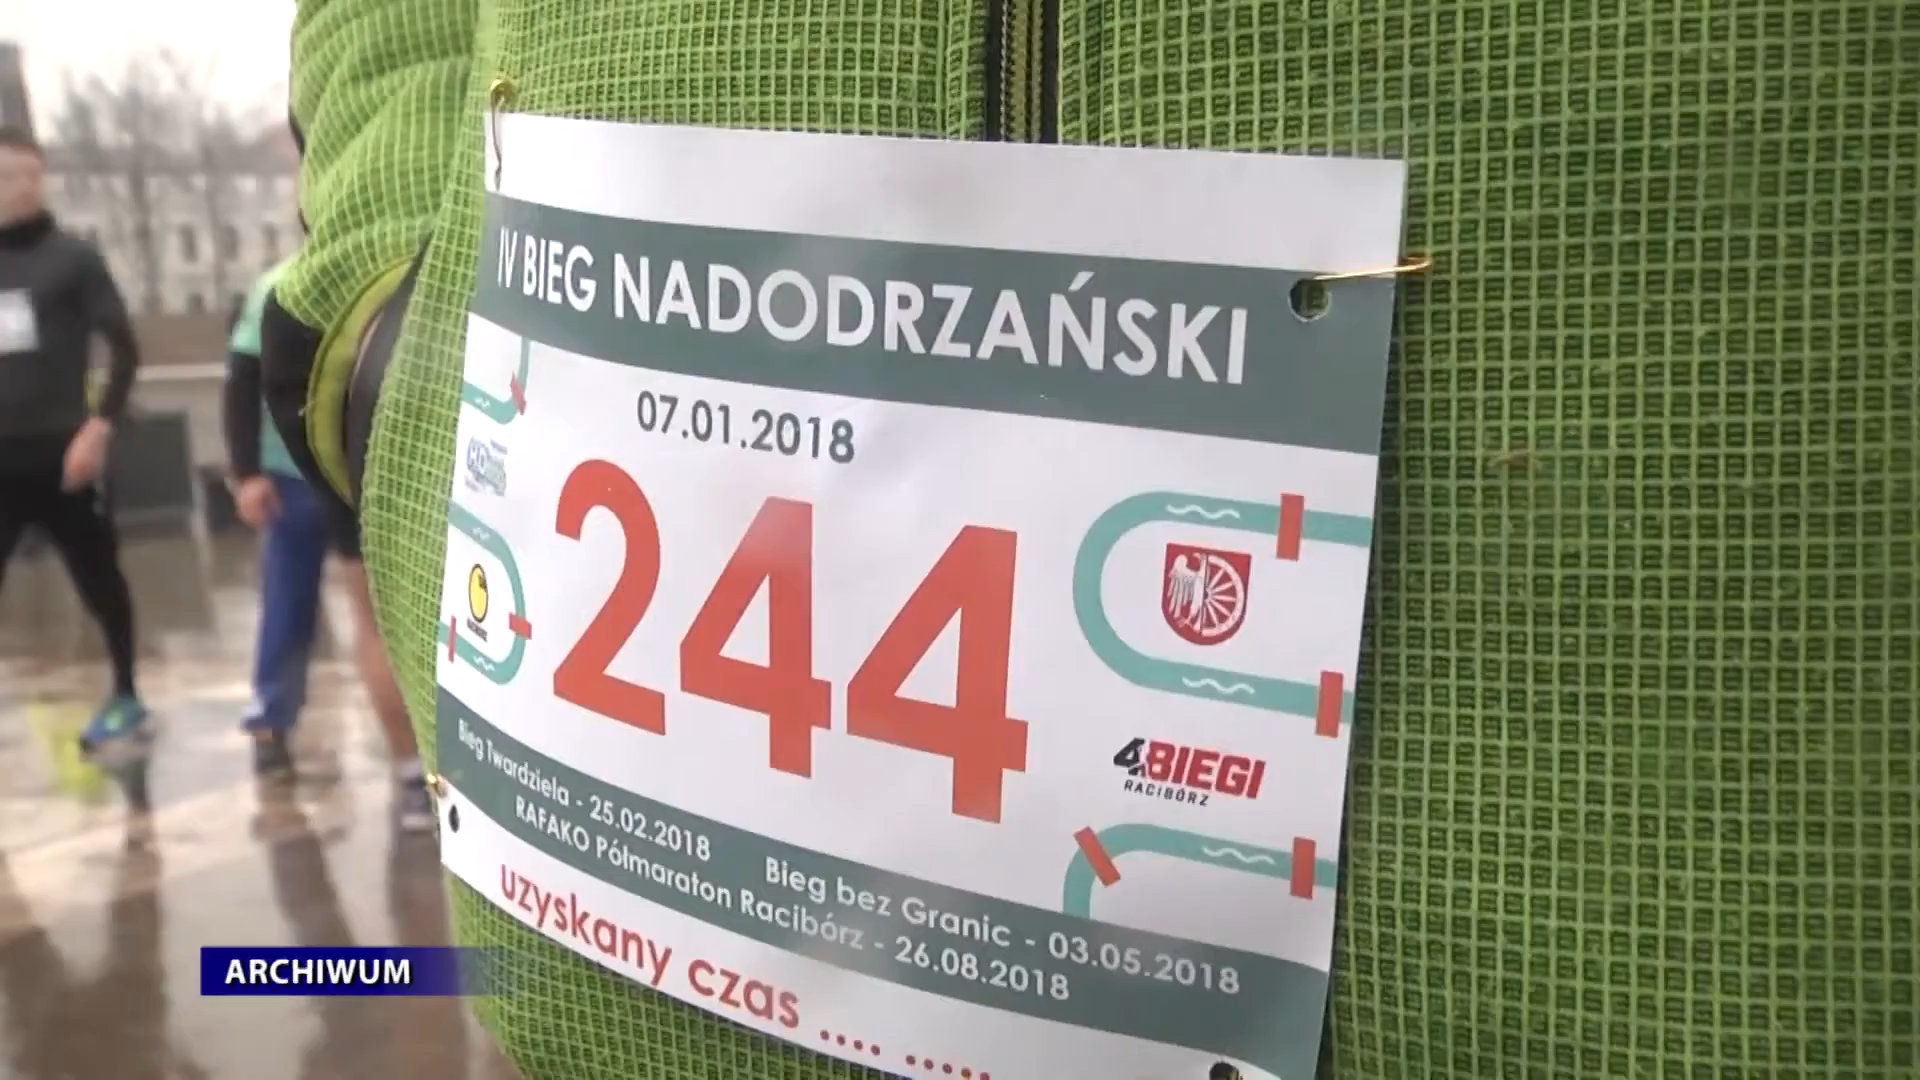 IV BIEG NADODRZAŃSKI
07.01.2018
244
4BIEGI
RACIBÓRZ
Bieg Twardziela - 25.02.2018 Bieg bez Granic - 03.05.2018
RAFAKO Półmaraton Racibórz - 26.08.2018
uzyskany czas .... .....
ARCHIWUM